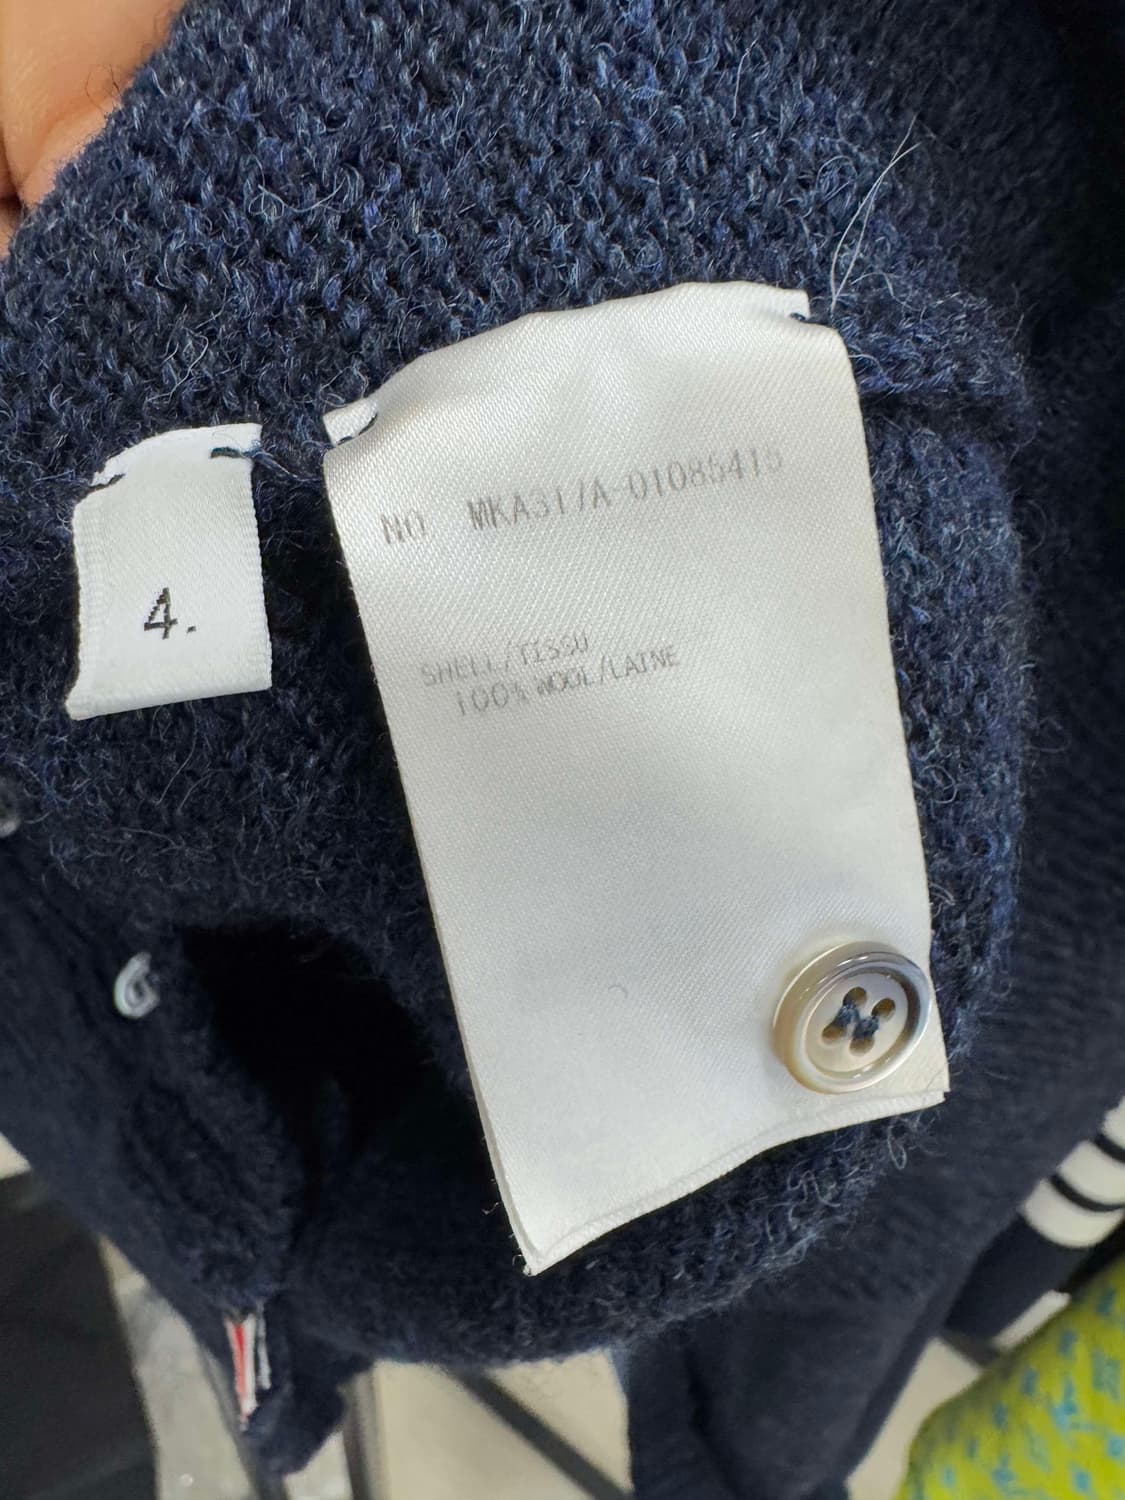 4.
NO MKA317A-01085415
SHELL/TISSU
100% WOOL/LAINE